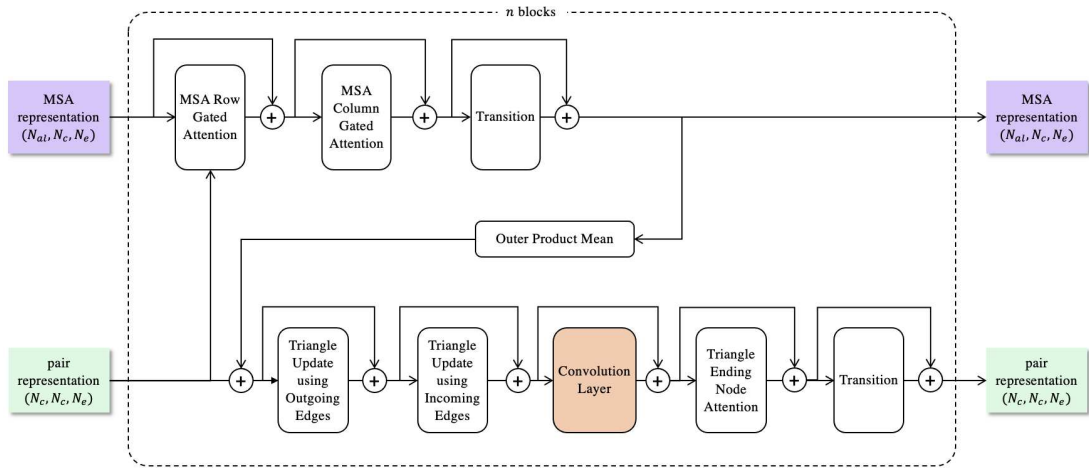 n blocks
MSA
representation
(N_al, N_c, N_e)
MSA Row
Gated
Attention
+
MSA
Column
Gated
Attention
+
Transition
+
MSA
representation
(N_al, N_c, N_e)
Outer Product Mean
pair
representation
(N_c, N_c, N_e)
+
Triangle
Update
using
Outgoing
Edges
+
Triangle
Update
using
Incoming
Edges
+
Convolution
Layer
+
Triangle
Ending
Node
Attention
+
Transition
+
pair
representation
(N_c, N_c, N_e)